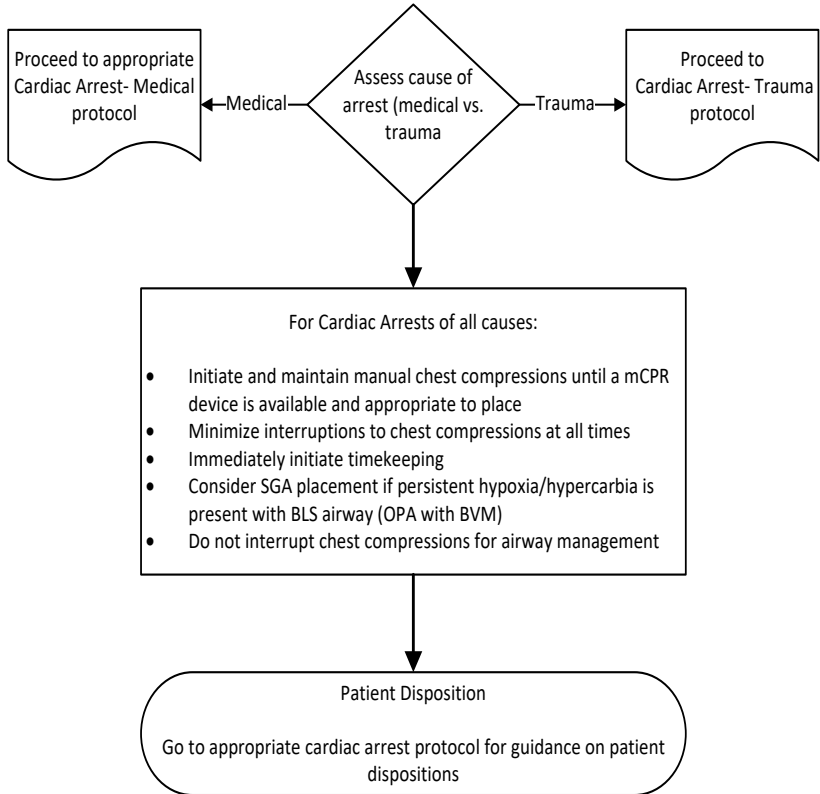 Proceed to appropriate
Cardiac Arrest- Medical
protocol
Medical
Assess cause of
arrest (medical vs.
trauma
Trauma
Proceed to
Cardiac Arrest- Trauma
protocol
For Cardiac Arrests of all causes:
• Initiate and maintain manual chest compressions until a mCPR
device is available and appropriate to place
• Minimize interruptions to chest compressions at all times
• Immediately initiate timekeeping
• Consider SGA placement if persistent hypoxia/hypercarbia is
present with BLS airway (OPA with BVM)
• Do not interrupt chest compressions for airway management
Patient Disposition
Go to appropriate cardiac arrest protocol for guidance on patient
dispositions